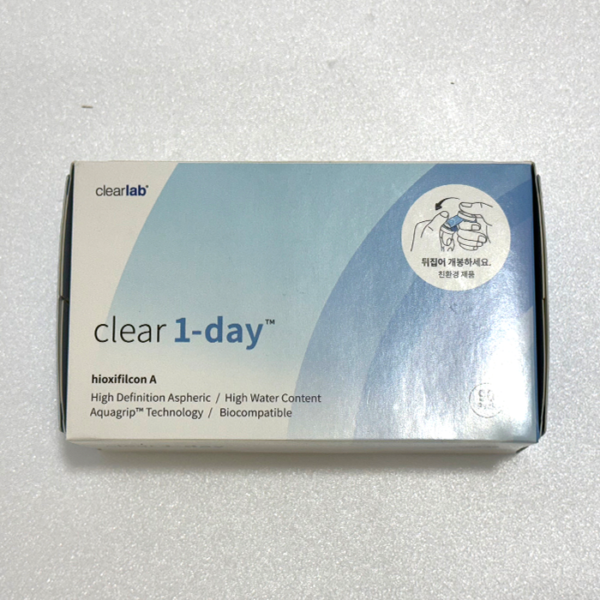 clearlab®
뒤집어 개봉하세요.
친환경 제품
clear 1-day™
hioxifilcon A
High Definition Aspheric / High Water Content
Aquagrip™ Technology / Biocompatible